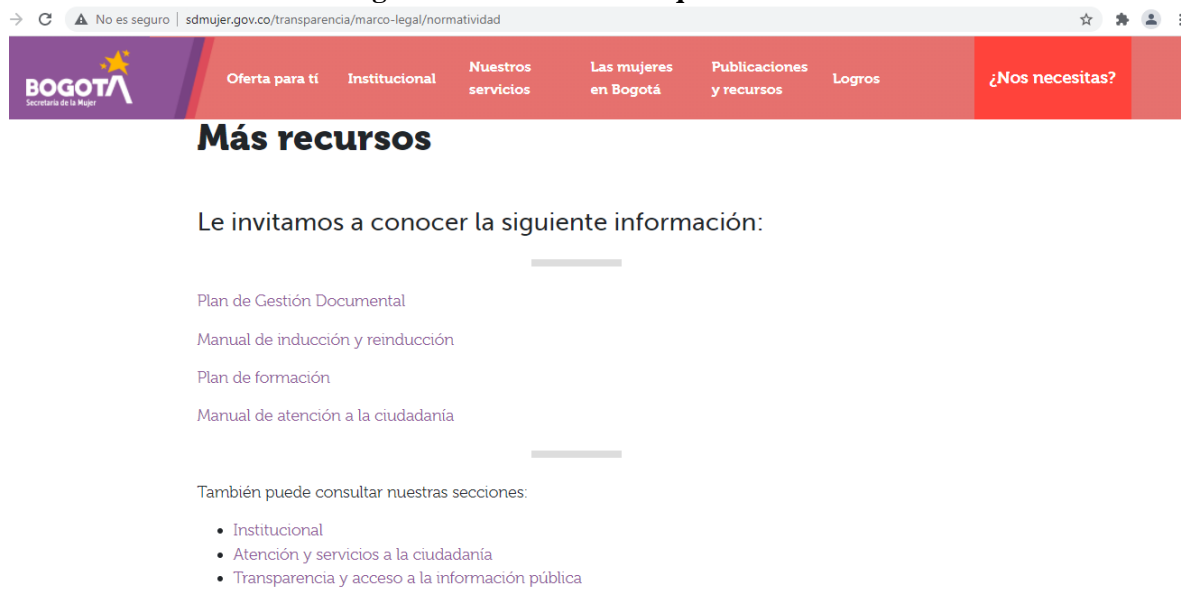 No es seguro | sdmujer.gov.co/transparencia/marco-legal/normatividad
BOGOTÁ
Secretaría de la Mujer
Oferta para tí
Institucional
Nuestros
servicios
Las mujeres
en Bogotá
Publicaciones
y recursos
Logros
¿Nos necesitas?
Más recursos
Le invitamos a conocer la siguiente información:
Plan de Gestión Documental
Manual de inducción y reinducción
Plan de formación
Manual de atención a la ciudadanía
También puede consultar nuestras secciones:
• Institucional
• Atención y servicios a la ciudadanía
• Transparencia y acceso a la información pública